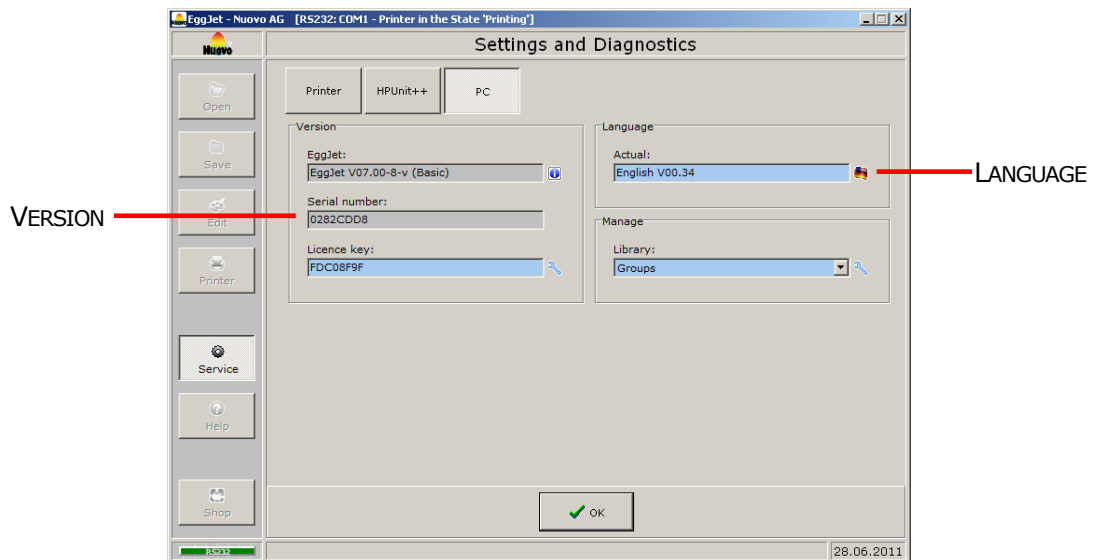 EggJet - Nuovo AG [RS232: COM1 - Printer in the State 'Printing']
Nuovo
Settings and Diagnostics
Open
Save
Edit
Printer
Service
Help
Shop
Printer
HPUnit++
PC
Version
EggJet:
EggJet V07.00-8-v (Basic)
Serial number:
0282CDD8
Licence key:
FDC08F9F
Language
Actual:
English V00.34
Manage
Library:
Groups
OK
RS232
28.06.2011
VERSION
LANGUAGE